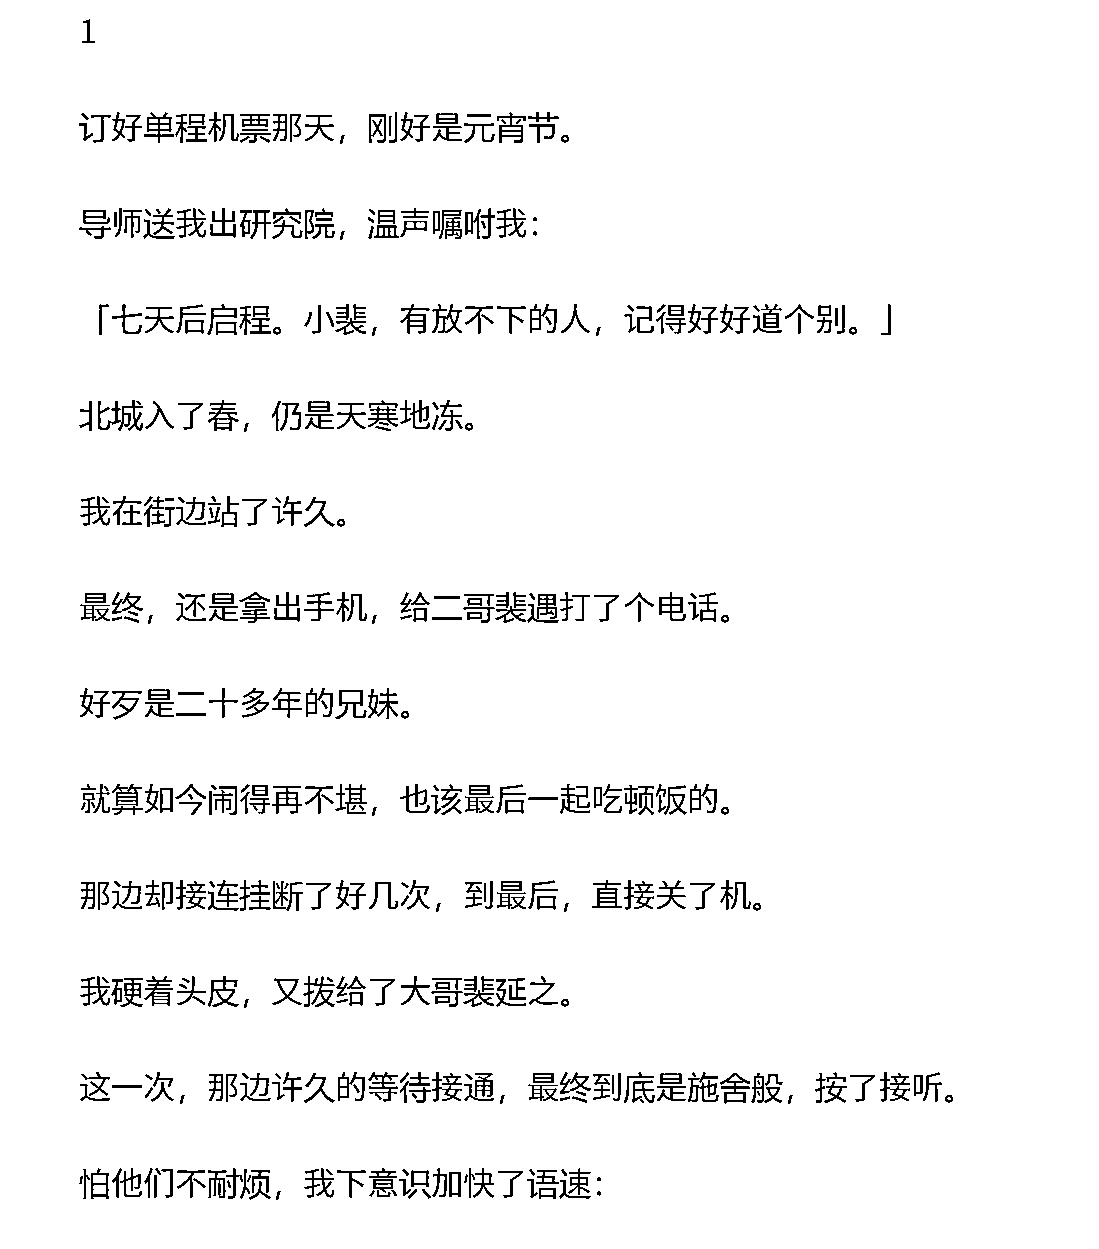 1
订好单程机票那天，刚好是元宵节。
导师送我出研究院，温声嘱咐我：
「七天后启程。小裴，有放不下的人，记得好好道个别。」
北城入了春，仍是天寒地冻。
我在街边站了许久。
最终，还是拿出手机，给二哥裴遇打了个电话。
好歹是二十多年的兄妹。
就算如今闹得再不堪，也该最后一起吃顿饭的。
那边却接连挂断了好几次，到最后，直接关了机。
我硬着头皮，又拨给了大哥裴延之。
这一次，那边许久的等待接通，最终到底是施舍般，按了接听。
怕他们不耐烦，我下意识加快了语速：